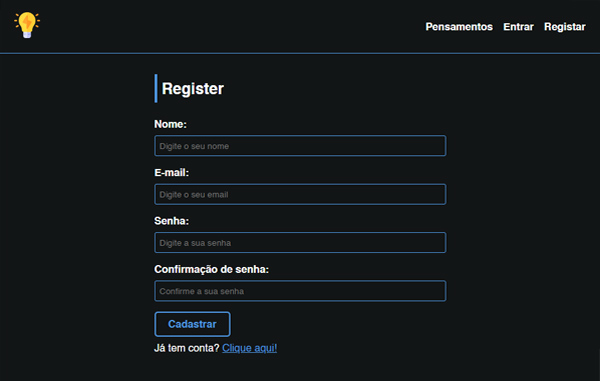 Pensamentos Entrar Registar
Register
Nome:
Digite o seu nome
E-mail:
Digite o seu email
Senha:
Digite a sua senha
Confirmação de senha:
Confirme a sua senha
Cadastrar
Já tem conta? Clique aqui!